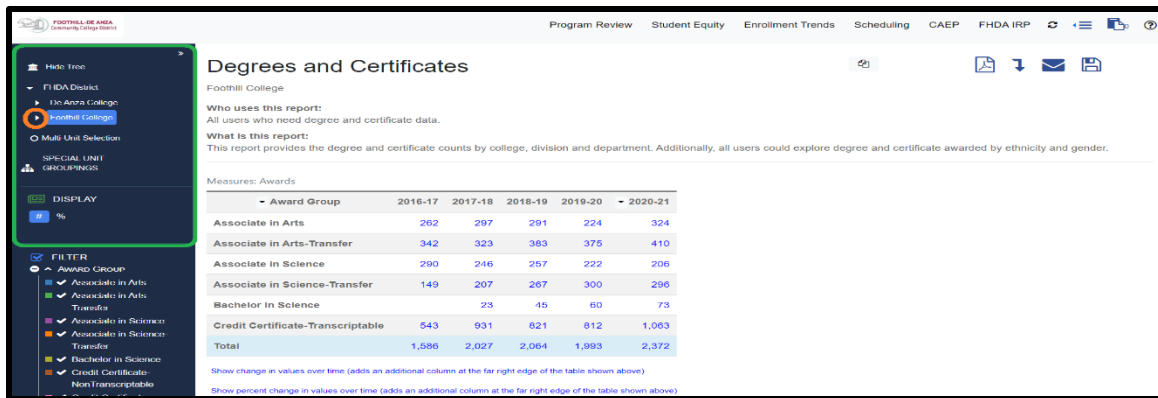 FOOTHILL-DE ANZA
Community College District
Program Review Student Equity Enrollment Trends Scheduling CAEP FHDA IRP
»
Hide Tree
FHDA District
De Anza College
Foothill College
Multi Unit Selection
SPECIAL UNIT
GROUPINGS
DISPLAY
# %
FILTER
AWARD GROUP
Associate in Arts
Associate in Arts
Transfer
Associate in Science
Associate in Science
Transfer
Bachelor in Science
Credit Certificate-
NonTranscriptable
Degrees and Certificates
Foothill College
Who uses this report:
All users who need degree and certificate data.
What is this report:
This report provides the degree and certificate counts by college, division and department. Additionally, all users could explore degree and certificate awarded by ethnicity and gender.
Measures: Awards
Award Group 2016-17 2017-18 2018-19 2019-20 2020-21
Associate in Arts 262 297 291 224 324
Associate in Arts-Transfer 342 323 383 375 410
Associate in Science 290 246 257 222 206
Associate in Science-Transfer 149 207 267 300 296
Bachelor in Science 23 45 60 73
Credit Certificate-Transcriptable 543 931 821 812 1,063
Total 1,586 2,027 2,064 1,993 2,372
Show change in values over time (adds an additional column at the far right edge of the table shown above)
Show percent change in values over time (adds an additional column at the far right edge of the table shown above)